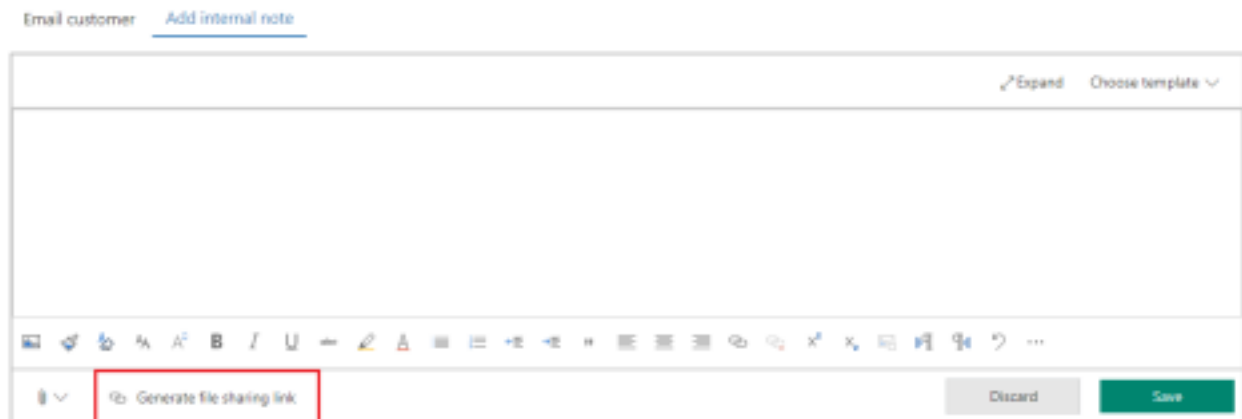 Email customer Add internal note
Expand Choose template
Generate file sharing link Discard Save